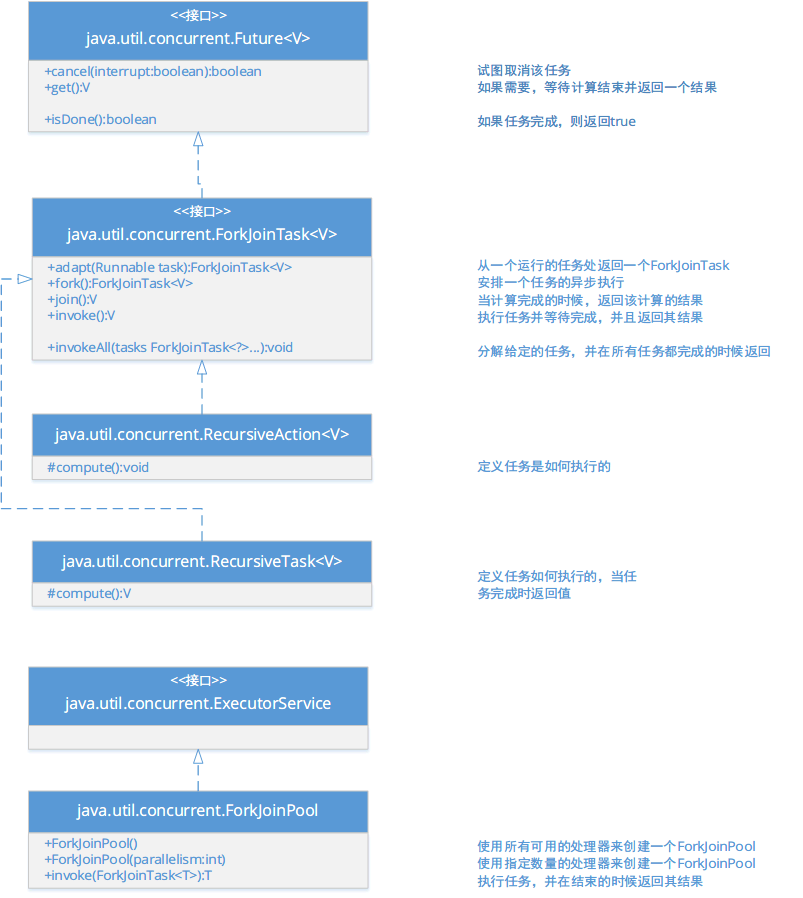 <<接口>>
java.util.concurrent.Future<V>
+cancel(interrupt:boolean):boolean
试图取消该任务
+get():V
如果需要，等待计算结束并返回一个结果
+isDone():boolean
如果任务完成，则返回true
<<接口>>
java.util.concurrent.ForkJoinTask<V>
+adapt(Runnable task):ForkJoinTask<V>
从一个运行的任务处返回一个ForkJoinTask
+fork():ForkJoinTask<V>
安排一个任务的异步执行
+join():V
当计算完成的时候，返回该计算的结果
+invoke():V
执行任务并等待完成，并且返回其结果
+invokeAll(tasks ForkJoinTask<?>...):void
分解给定的任务，并在所有任务都完成的时候返回
java.util.concurrent.RecursiveAction<V>
#compute():void
定义任务是如何执行的
java.util.concurrent.RecursiveTask<V>
#compute():V
定义任务如何执行的，当任
务完成时返回值
<<接口>>
java.util.concurrent.ExecutorService
java.util.concurrent.ForkJoinPool
+ForkJoinPool()
使用所有可用的处理器来创建一个ForkJoinPool
+ForkJoinPool(parallelism:int)
使用指定数量的处理器来创建一个ForkJoinPool
+invoke(ForkJoinTask<T>):T
执行任务，并在结束的时候返回其结果